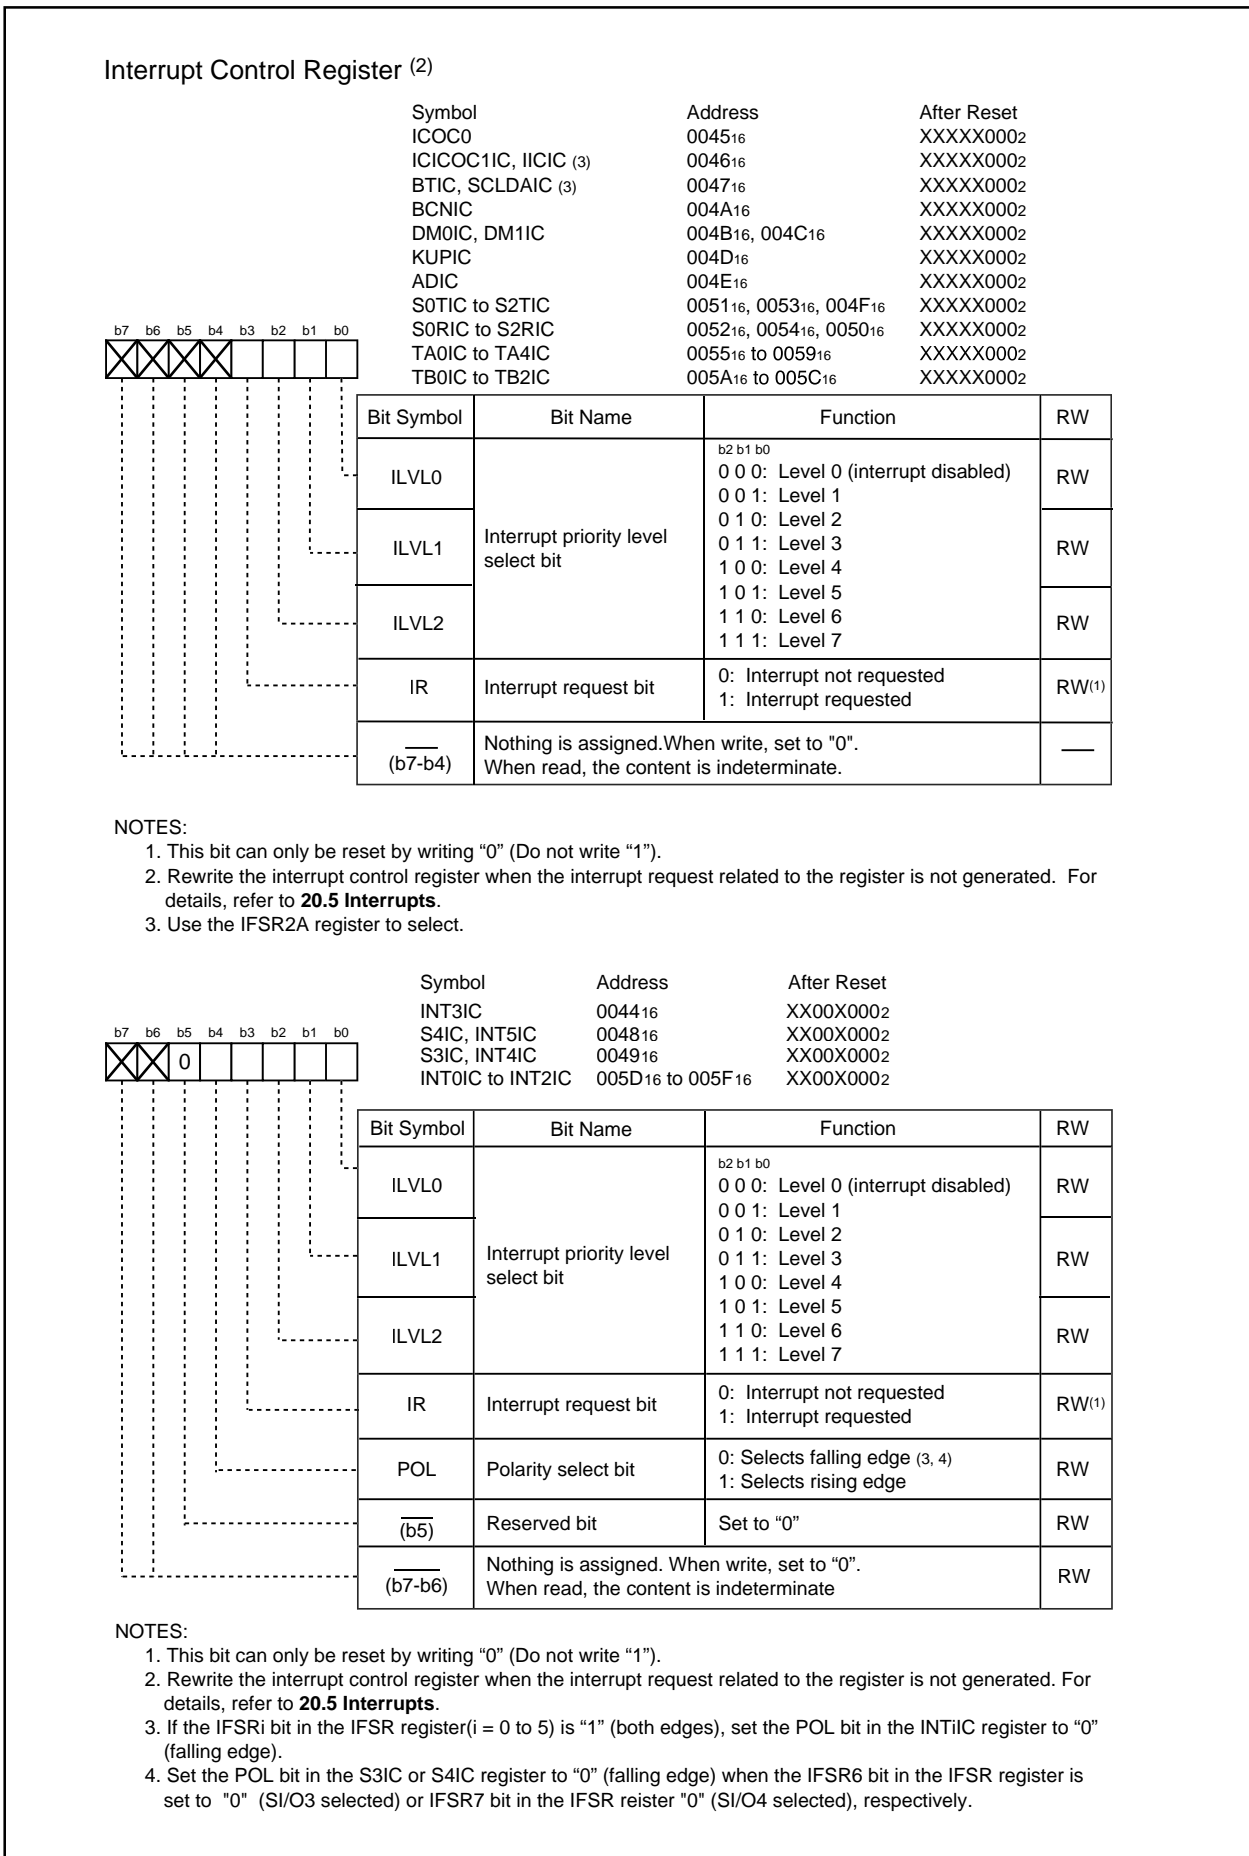 Interrupt Control Register (2)
Symbol Address After Reset
ICOC0 004516 XXXXX0002
ICICOC1IC, IICIC (3) 004616 XXXXX0002
BTIC, SCLDAIC (3) 004716 XXXXX0002
BCNIC 004A16 XXXXX0002
DM0IC, DM1IC 004B16, 004C16 XXXXX0002
KUPIC 004D16 XXXXX0002
ADIC 004E16 XXXXX0002
S0TIC to S2TIC 005116, 005316, 004F16 XXXXX0002
b7 b6 b5 b4 b3 b2 b1 b0 S0RIC to S2RIC 005216, 005416, 005016 XXXXX0002
TA0IC to TA4IC 005516 to 005916 XXXXX0002
TB0IC to TB2IC 005A16 to 005C16 XXXXX0002
Bit Symbol Bit Name Function RW
b2 b1 b0
ILVL0 0 0 0: Level 0 (interrupt disabled) RW
0 0 1: Level 1
0 1 0: Level 2
ILVL1 Interrupt priority level 0 1 1: Level 3 RW
select bit 1 0 0: Level 4
1 0 1: Level 5
ILVL2 1 1 0: Level 6 RW
1 1 1: Level 7
IR Interrupt request bit 0: Interrupt not requested RW(1)
1: Interrupt requested
(b7-b4) Nothing is assigned.When write, set to "0". —
When read, the content is indeterminate.
NOTES:
1. This bit can only be reset by writing “0” (Do not write “1”).
2. Rewrite the interrupt control register when the interrupt request related to the register is not generated. For
details, refer to 20.5 Interrupts.
3. Use the IFSR2A register to select.
Symbol Address After Reset
INT3IC 004416 XX00X0002
b7 b6 b5 b4 b3 b2 b1 b0 S4IC, INT5IC 004816 XX00X0002
0 S3IC, INT4IC 004916 XX00X0002
INT0IC to INT2IC 005D16 to 005F16 XX00X0002
Bit Symbol Bit Name Function RW
b2 b1 b0
ILVL0 0 0 0: Level 0 (interrupt disabled) RW
0 0 1: Level 1
0 1 0: Level 2
ILVL1 Interrupt priority level 0 1 1: Level 3 RW
select bit 1 0 0: Level 4
1 0 1: Level 5
ILVL2 1 1 0: Level 6 RW
1 1 1: Level 7
IR Interrupt request bit 0: Interrupt not requested RW(1)
1: Interrupt requested
POL Polarity select bit 0: Selects falling edge (3, 4) RW
1: Selects rising edge
(b5) Reserved bit Set to “0” RW
(b7-b6) Nothing is assigned. When write, set to “0”. RW
When read, the content is indeterminate
NOTES:
1. This bit can only be reset by writing “0” (Do not write “1”).
2. Rewrite the interrupt control register when the interrupt request related to the register is not generated. For
details, refer to 20.5 Interrupts.
3. If the IFSRi bit in the IFSR register(i = 0 to 5) is “1” (both edges), set the POL bit in the INTiIC register to “0”
(falling edge).
4. Set the POL bit in the S3IC or S4IC register to “0” (falling edge) when the IFSR6 bit in the IFSR register is
set to "0" (SI/O3 selected) or IFSR7 bit in the IFSR reister "0" (SI/O4 selected), respectively.